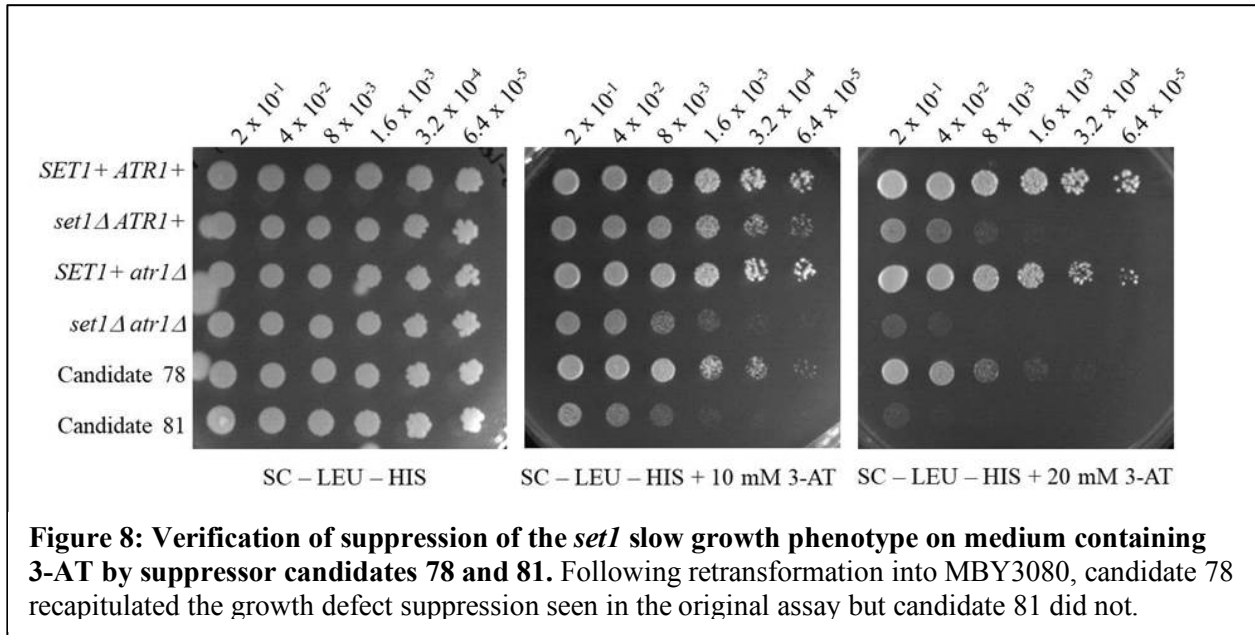 2 x 10-1 4 x 10-2 8 x 10-3 1.6 x 10-3 3.2 x 10-4 6.4 x 10-5
2 x 10-1 4 x 10-2 8 x 10-3 1.6 x 10-3 3.2 x 10-4 6.4 x 10-5
2 x 10-1 4 x 10-2 8 x 10-3 1.6 x 10-3 3.2 x 10-4 6.4 x 10-5
SET1+ ATR1+
set1Δ ATR1+
SET1+ atr1Δ
set1Δ atr1Δ
Candidate 78
Candidate 81
SC – LEU – HIS
SC – LEU – HIS + 10 mM 3-AT
SC – LEU – HIS + 20 mM 3-AT
Figure 8: Verification of suppression of the set1 slow growth phenotype on medium containing
3-AT by suppressor candidates 78 and 81. Following retransformation into MBY3080, candidate 78
recapitulated the growth defect suppression seen in the original assay but candidate 81 did not.